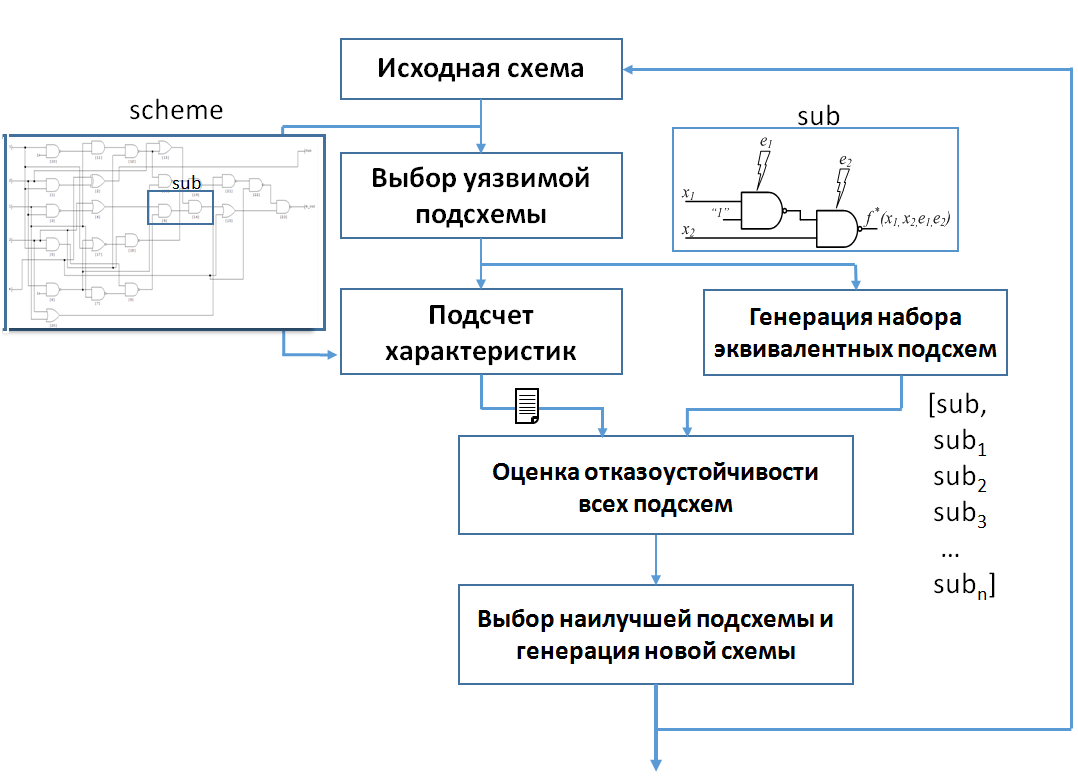 Исходная схема
scheme
sub
Выбор уязвимой
подсхемы
sub
e1
e2
x1
“1”
x2
f*(x1,x2,e1,e2)
Подсчет
характеристик
Генерация набора
эквивалентных подсхем
[sub,
sub1
sub2
sub3
...
subn]
Оценка отказоустойчивости
всех подсхем
Выбор наилучшей подсхемы и
генерация новой схемы